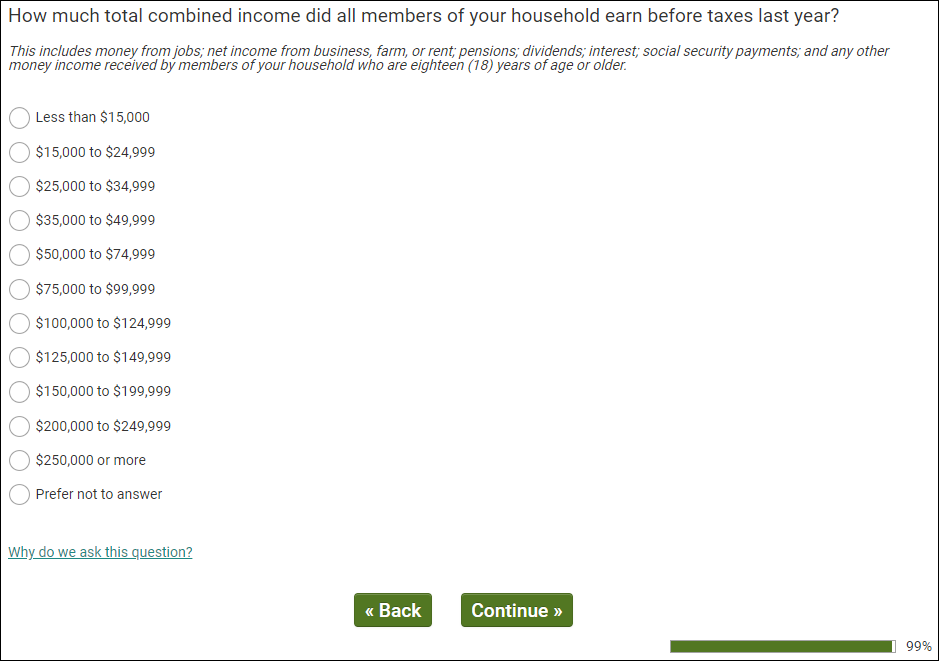 How much total combined income did all members of your household earn before taxes last year?
This includes money from jobs; net income from business, farm, or rent; pensions; dividends; interest; social security payments; and any other
money income received by members of your household who are eighteen (18) years of age or older.
Less than $15,000
$15,000 to $24,999
$25,000 to $34,999
$35,000 to $49,999
$50,000 to $74,999
$75,000 to $99,999
$100,000 to $124,999
$125,000 to $149,999
$150,000 to $199,999
$200,000 to $249,999
$250,000 or more
Prefer not to answer
Why do we ask this question?
« Back
Continue »
99%